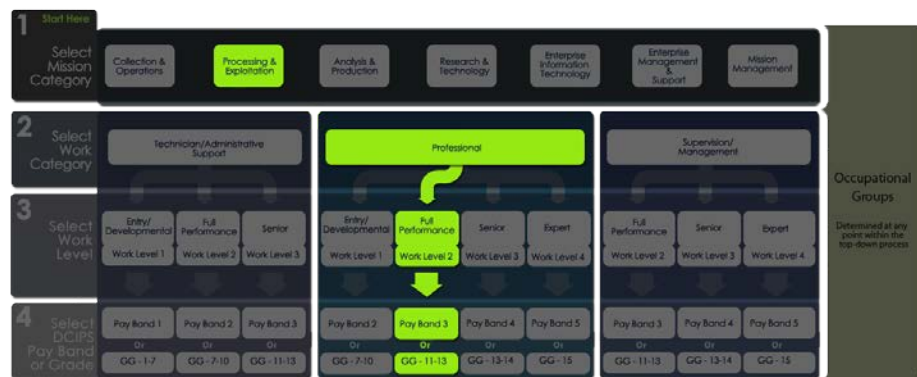 1 Start Here
Select
Mission
Category
Collection &
Operations
Processing &
Exploitation
Analysis &
Production
Research &
Technology
Enterprise
Information
Technology
Enterprise
Management
&
Support
Mission
Management
2 Select
Work
Category
Technician/Administrative
Support
Professional
Supervision/
Management
3 Select
Work
Level
Entry/
Developmental
Full
Performance
Senior
Entry/
Developmental
Full
Performance
Senior
Expert
Full
Performance
Senior
Expert
Work Level 1
Work Level 2
Work Level 3
Work Level 1
Work Level 2
Work Level 3
Work Level 4
Work Level 2
Work Level 3
Work Level 4
4 Select
DCIPS
Pay Band
or Grade
Pay Band 1
Pay Band 2
Pay Band 3
Pay Band 2
Pay Band 3
Pay Band 4
Pay Band 5
Pay Band 3
Pay Band 4
Pay Band 5
Or
Or
Or
Or
Or
Or
Or
Or
Or
Or
GG - 1-7
GG - 7-10
GG - 11-13
GG - 7-10
GG - 11-13
GG - 13-14
GG - 15
GG - 11-13
GG - 13-14
GG - 15
Occupational
Groups
Determined at any
point within the
top-down process